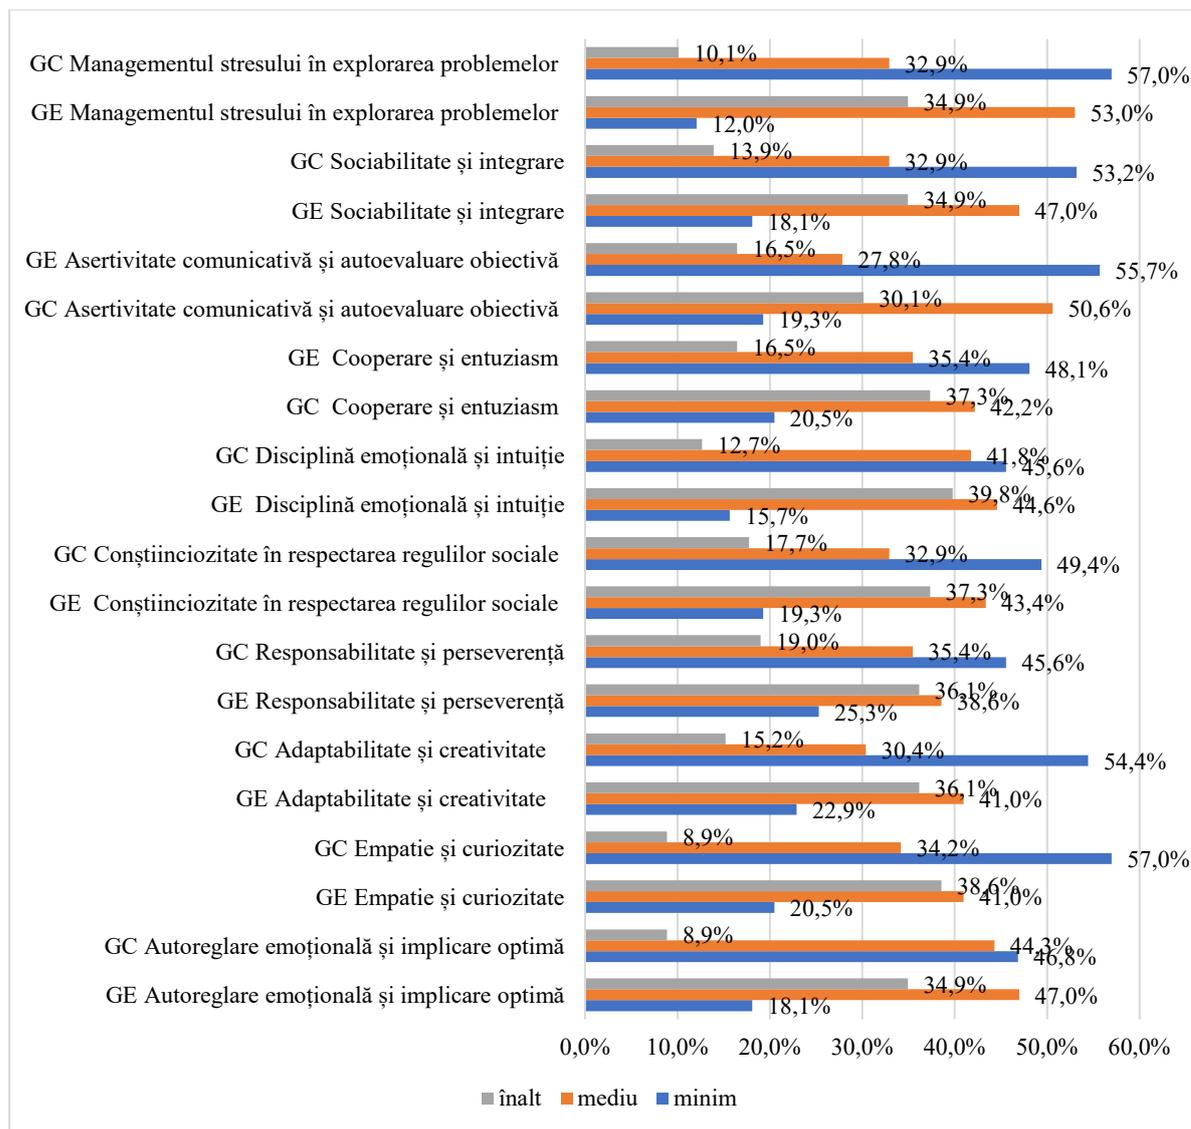 GC Managementul stresului în explorarea problemelor
10,1%
32,9%
57,0%
GE Managementul stresului în explorarea problemelor
34,9%
53,0%
12,0%
GC Sociabilitate și integrare
13,9%
32,9%
53,2%
GE Sociabilitate și integrare
34,9%
47,0%
18,1%
GE Asertivitate comunicativă și autoevaluare obiectivă
16,5%
27,8%
55,7%
GC Asertivitate comunicativă și autoevaluare obiectivă
30,1%
50,6%
19,3%
GE Cooperare și entuziasm
16,5%
35,4%
48,1%
GC Cooperare și entuziasm
37,3%
42,2%
20,5%
GC Disciplină emoțională și intuiție
12,7%
41,8%
45,6%
GE Disciplină emoțională și intuiție
39,8%
44,6%
15,7%
GC Conștiinciozitate în respectarea regulilor sociale
17,7%
32,9%
49,4%
GE Conștiinciozitate în respectarea regulilor sociale
37,3%
43,4%
19,3%
GC Responsabilitate și perseverență
19,0%
35,4%
45,6%
GE Responsabilitate și perseverență
36,1%
38,6%
25,3%
GC Adaptabilitate și creativitate
15,2%
30,4%
54,4%
GE Adaptabilitate și creativitate
36,1%
41,0%
22,9%
GC Empatie și curiozitate
8,9%
34,2%
57,0%
GE Empatie și curiozitate
38,6%
41,0%
20,5%
GC Autoreglare emoțională și implicare optimă
8,9%
44,3%
46,8%
GE Autoreglare emoțională și implicare optimă
34,9%
47,0%
18,1%
0,0% 10,0% 20,0% 30,0% 40,0% 50,0% 60,0%
înalt mediu minim